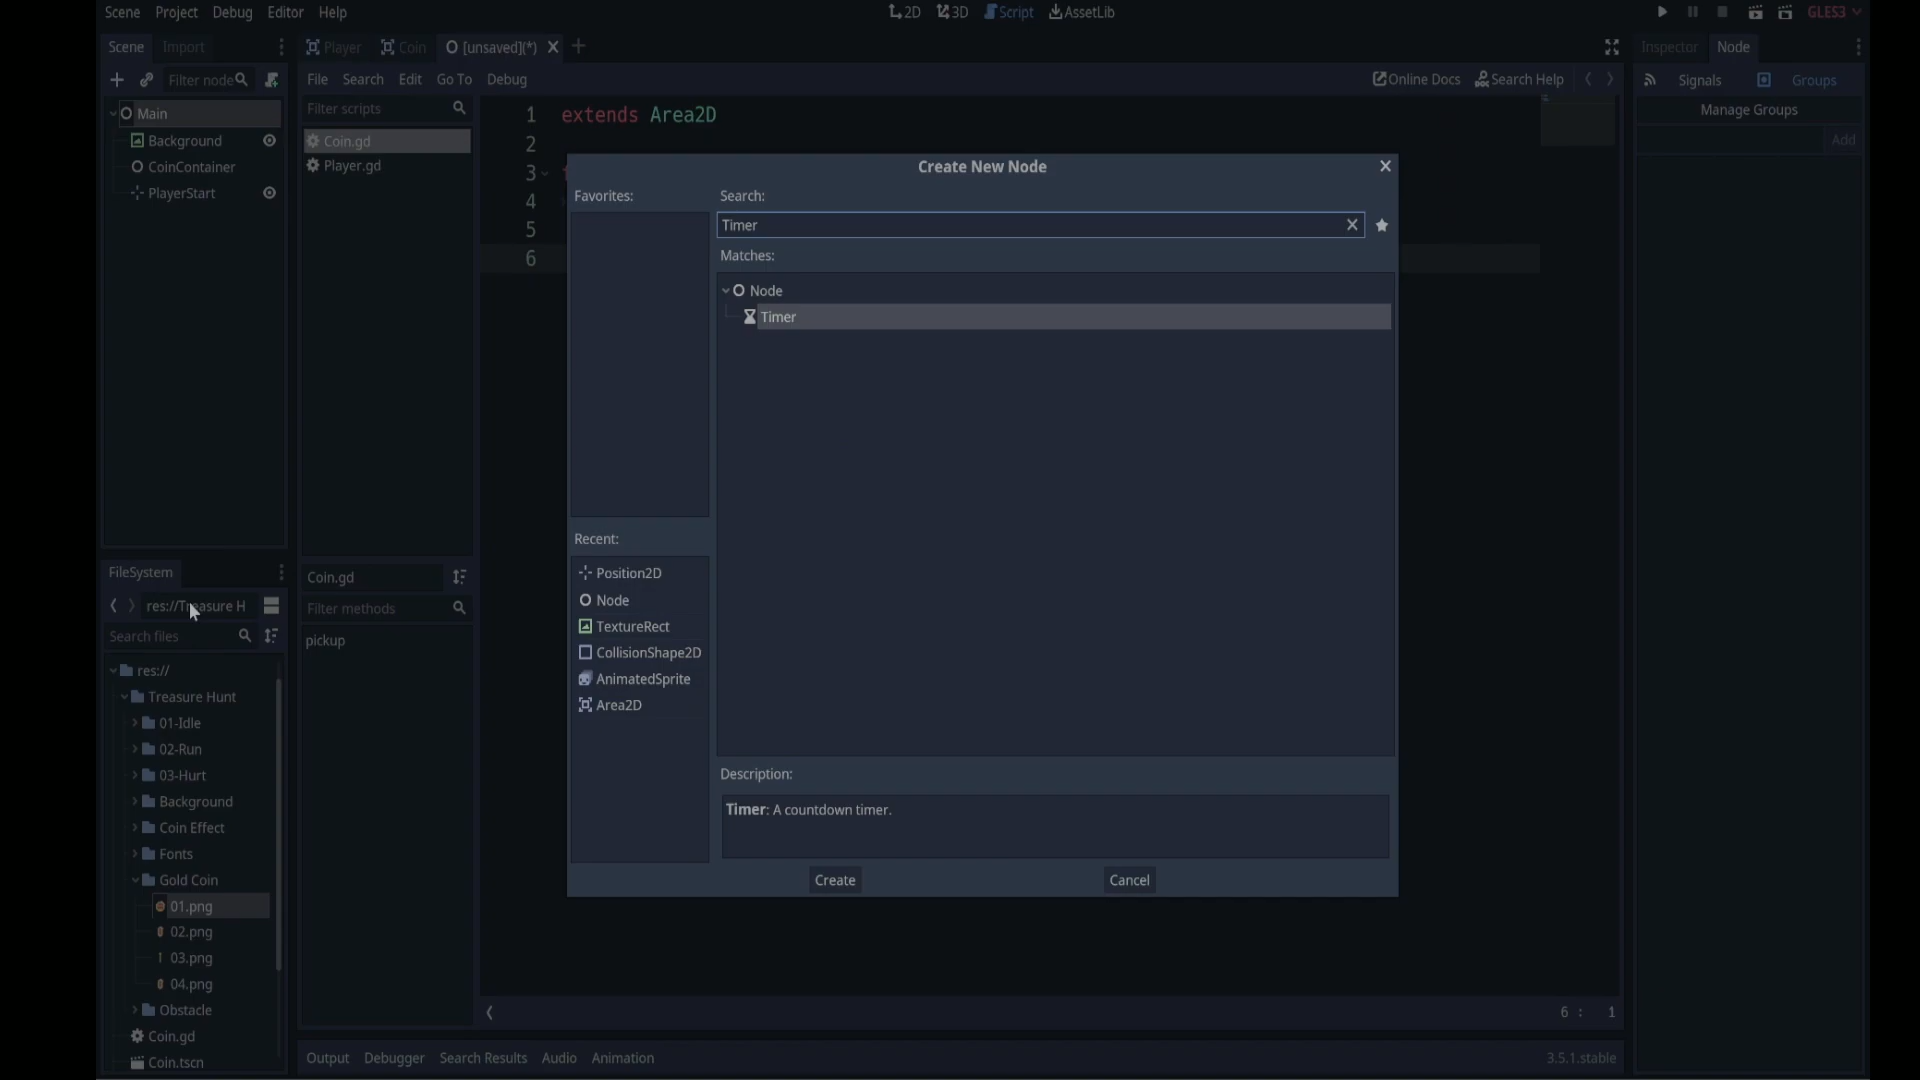 Scene Project Debug Editor Help
2D 3D Script AssetLib
GLES3
Scene Import
Player Coin [unsaved](*)
Inspector Node
Filter node
File Search Edit Go To Debug
Online Docs Search Help
Signals Groups
Filter scripts
Manage Groups
Add
Main
Background
CoinContainer
PlayerStart
Coin.gd
Player.gd
1 extends Area2D
2
3
4
5
6
Create New Node
Favorites:
Search:
Timer
Matches:
Node
Timer
Recent:
Position2D
Node
TextureRect
CollisionShape2D
AnimatedSprite
Area2D
Description:
Timer: A countdown timer.
Create Cancel
FileSystem
res://Treasure H
Search files
res://
Treasure Hunt
01-Idle
02-Run
03-Hurt
Background
Coin Effect
Fonts
Gold Coin
01.png
02.png
03.png
04.png
Obstacle
Coin.gd
Coin.tscn
Coin.gd
Filter methods
pickup
6 : 1
Output Debugger Search Results Audio Animation
3.5.1.stable